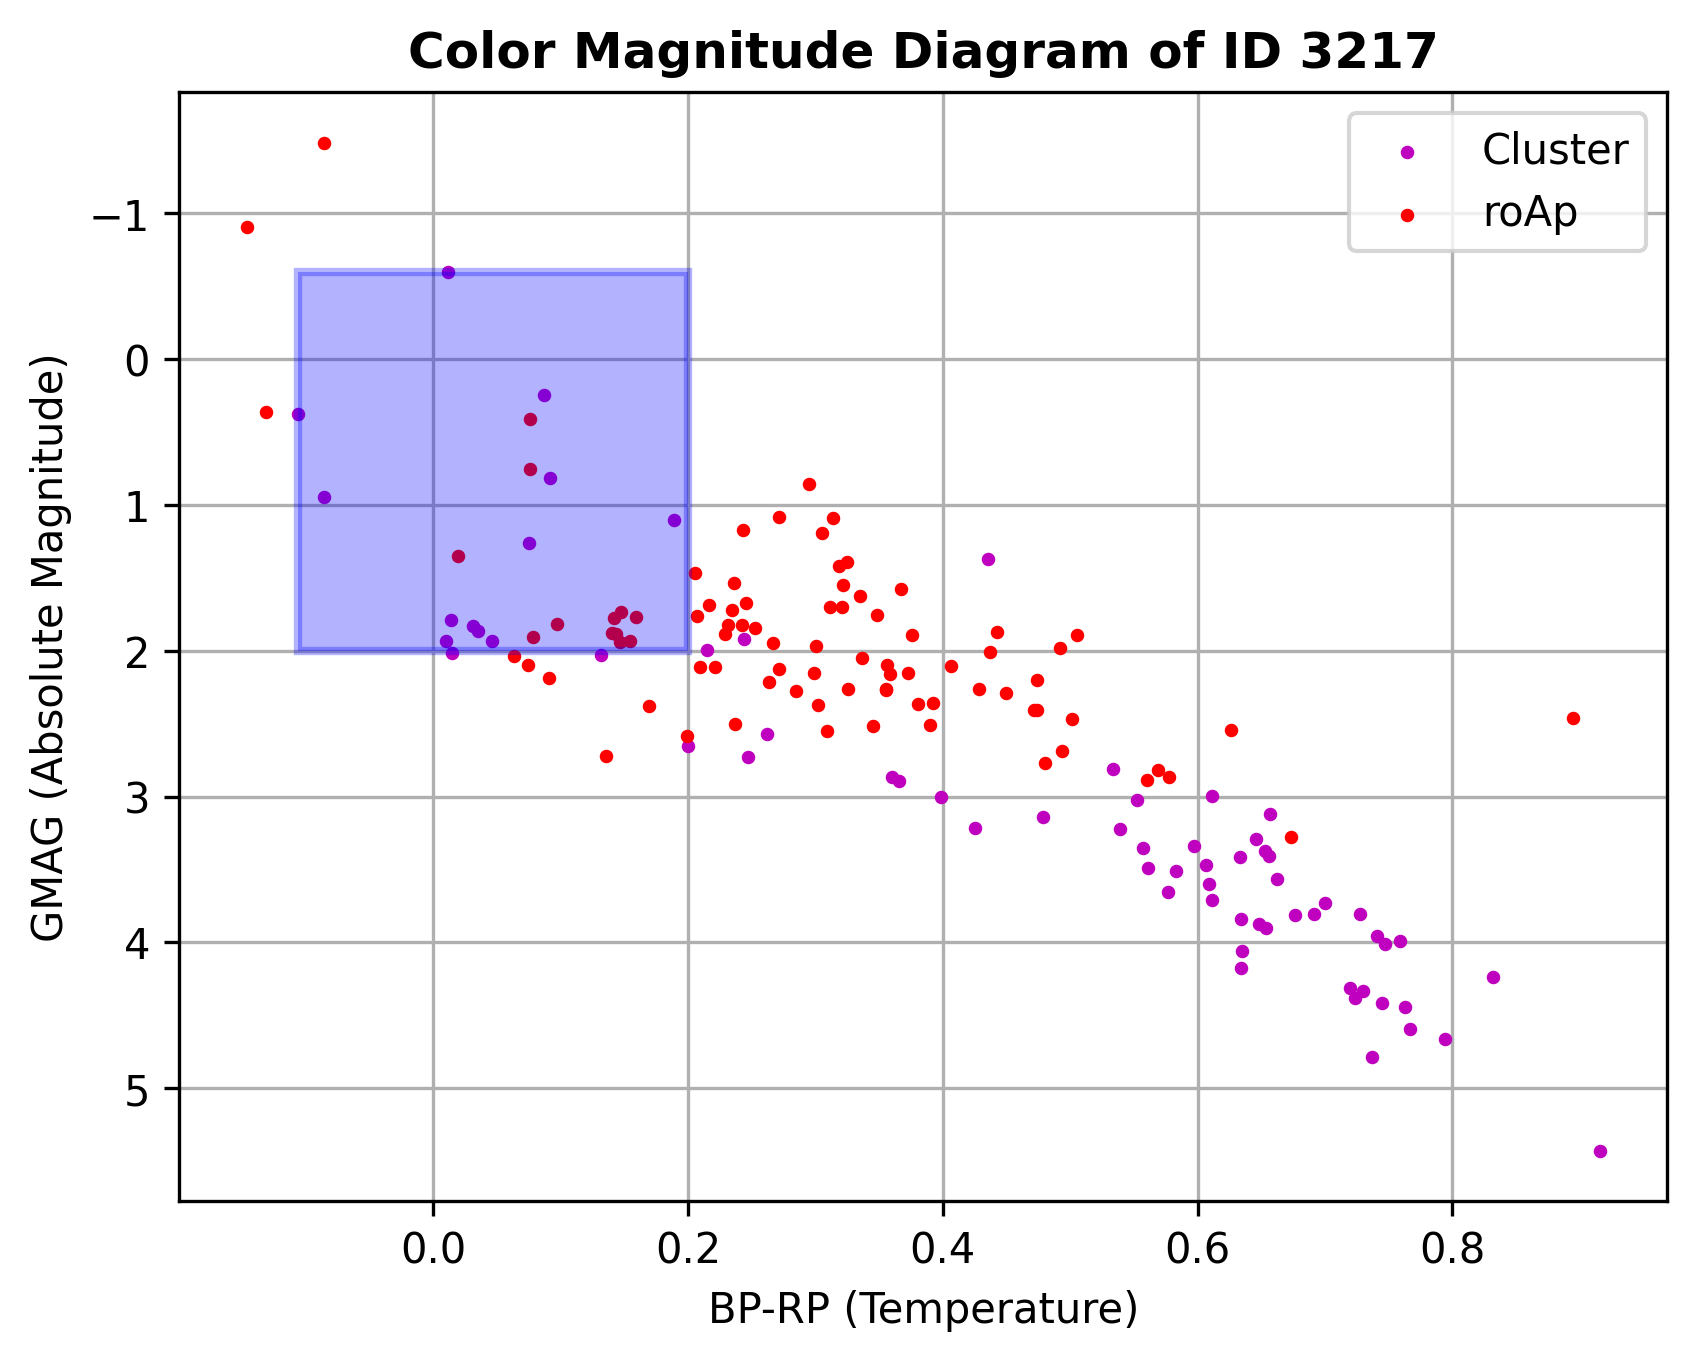 Color Magnitude Diagram of ID 3217
Cluster
roAp
GMAG (Absolute Magnitude)
−1
0
1
2
3
4
5
0.0 0.2 0.4 0.6 0.8
BP-RP (Temperature)